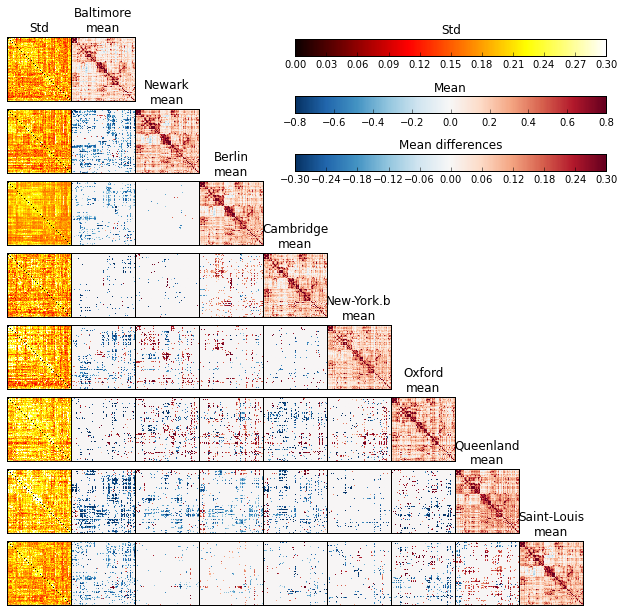 Std
Baltimore
mean
Newark
mean
Berlin
mean
Cambridge
mean
New-York.b
mean
Oxford
mean
Queenland
mean
Saint-Louis
mean
Std
0.00 0.03 0.06 0.09 0.12 0.15 0.18 0.21 0.24 0.27 0.30
Mean
−0.8 −0.6 −0.4 −0.2 0.0 0.2 0.4 0.6 0.8
Mean differences
−0.30 −0.24 −0.18 −0.12 −0.06 0.00 0.06 0.12 0.18 0.24 0.30